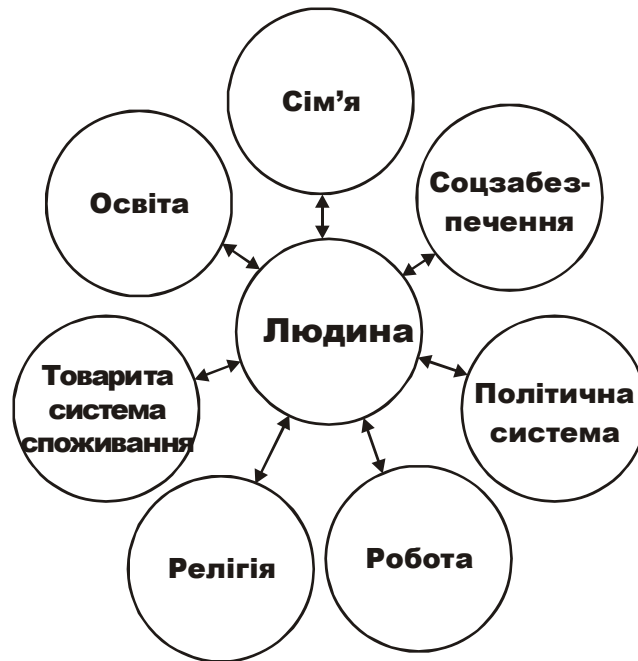 Сім’я
Соцзабез-
печення
Освіта
Людина
Товарита
система
споживання
Політична
система
Робота
Релігія